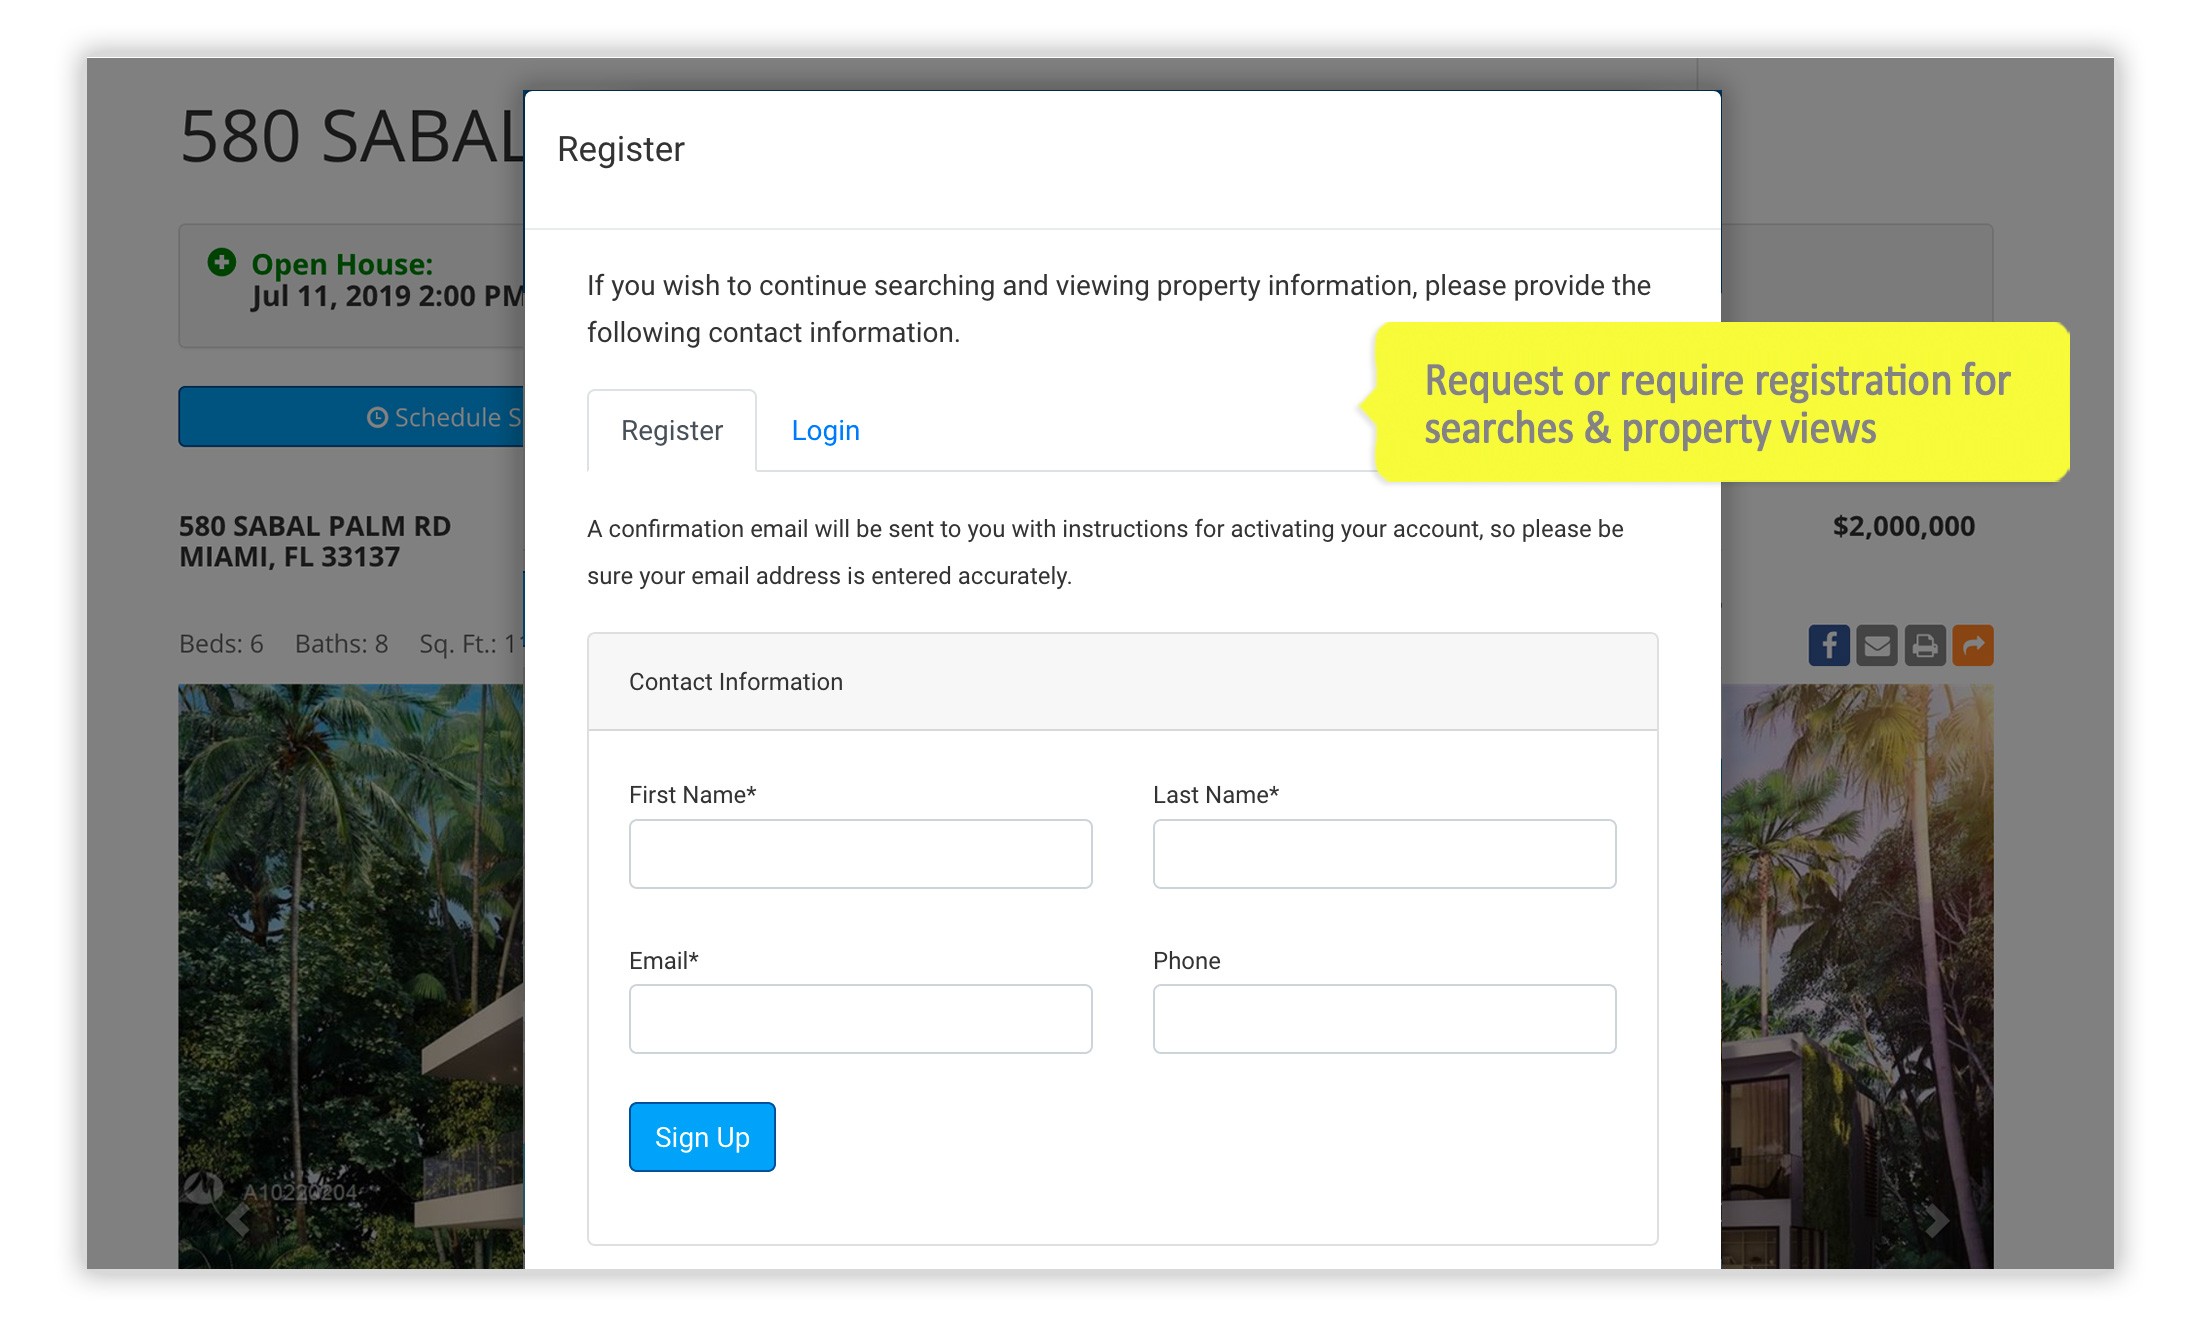 580 SABAL
Register
Open House:
Jul 11, 2019 2:00 PM
If you wish to continue searching and viewing property information, please provide the
following contact information.
Request or require registration for
searches & property views
Schedule S
Register Login
580 SABAL PALM RD
MIAMI, FL 33137
$2,000,000
A confirmation email will be sent to you with instructions for activating your account, so please be
sure your email address is entered accurately.
Beds: 6 Baths: 8 Sq. Ft.: 1
Contact Information
First Name* Last Name*
Email* Phone
Sign Up
A10220204